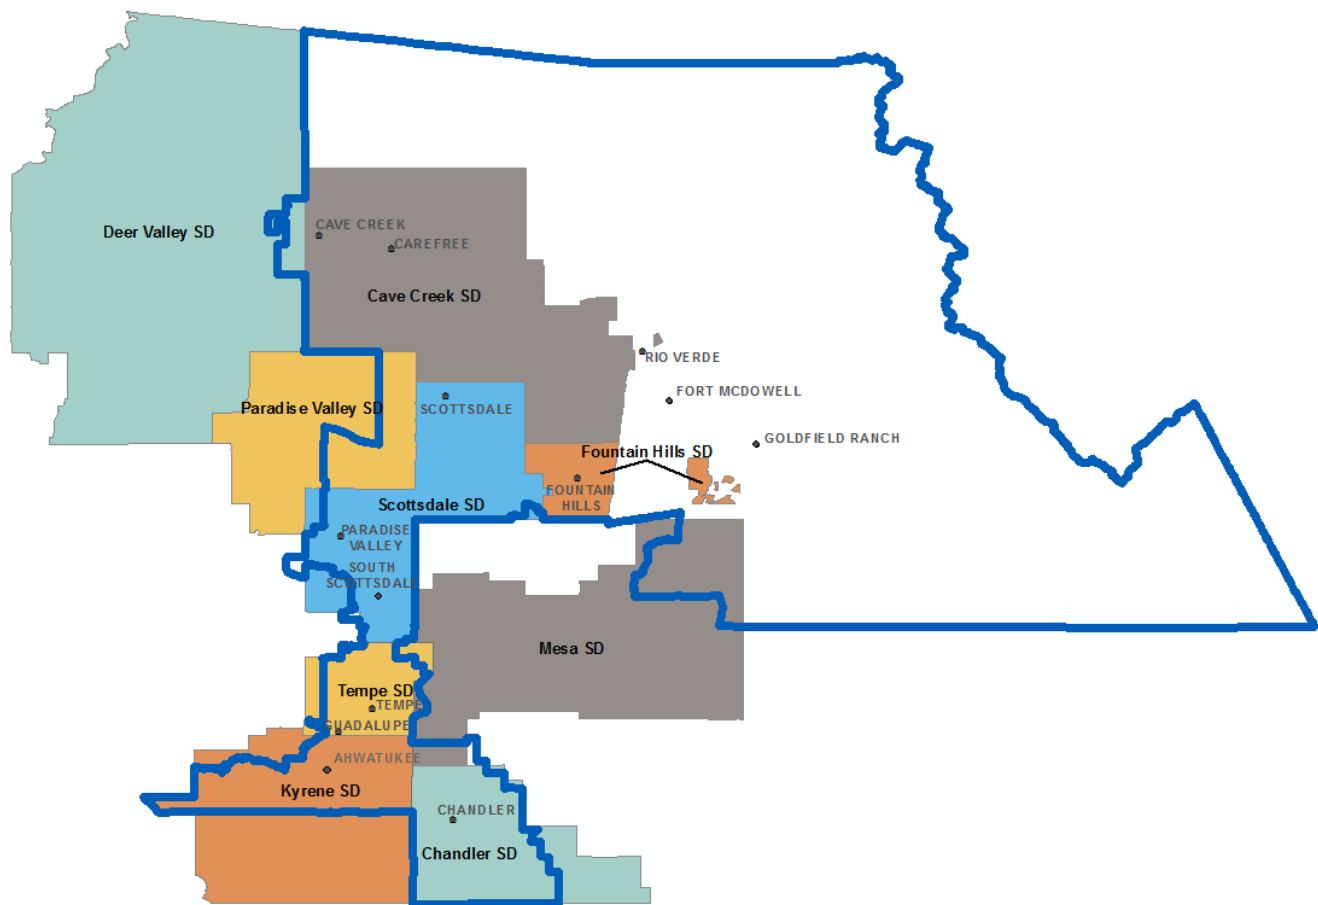 CAVE CREEK
Deer Valley SD
CAREFREE
Cave Creek SD
RIO VERDE
FORT MCDOWELL
Paradise Valley SD
SCOTTSDALE
GOLDFIELD RANCH
Fountain Hills SD
FOUNTAIN
HILLS
Scottsdale SD
PARADISE
VALLEY
SOUTH
SCOTTSDALE
Mesa SD
Tempe SD
TEMPE
GUADALUPE
AHWATUKEE
Kyrene SD
CHANDLER
Chandler SD